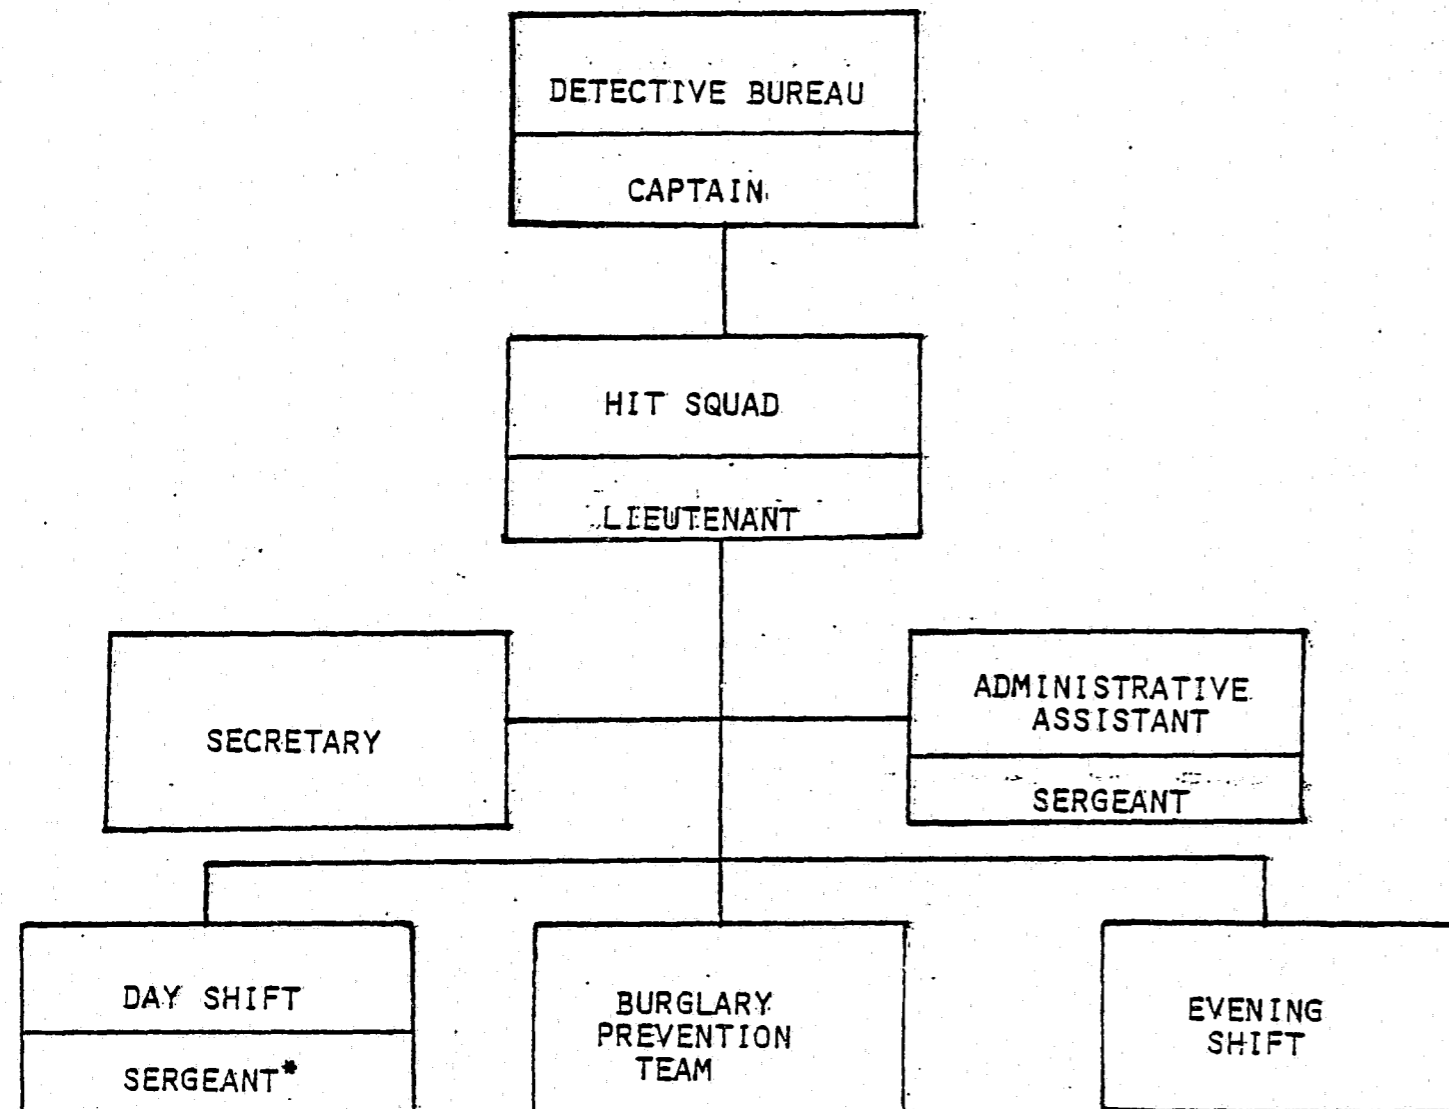 DETECTIVE BUREAU
CAPTAIN
HIT SQUAD
LIEUTENANT
SECRETARY
ADMINISTRATIVE
ASSISTANT
SERGEANT
DAY SHIFT
SERGEANT*
BURGLARY
PREVENTION
TEAM
EVENING
SHIFT